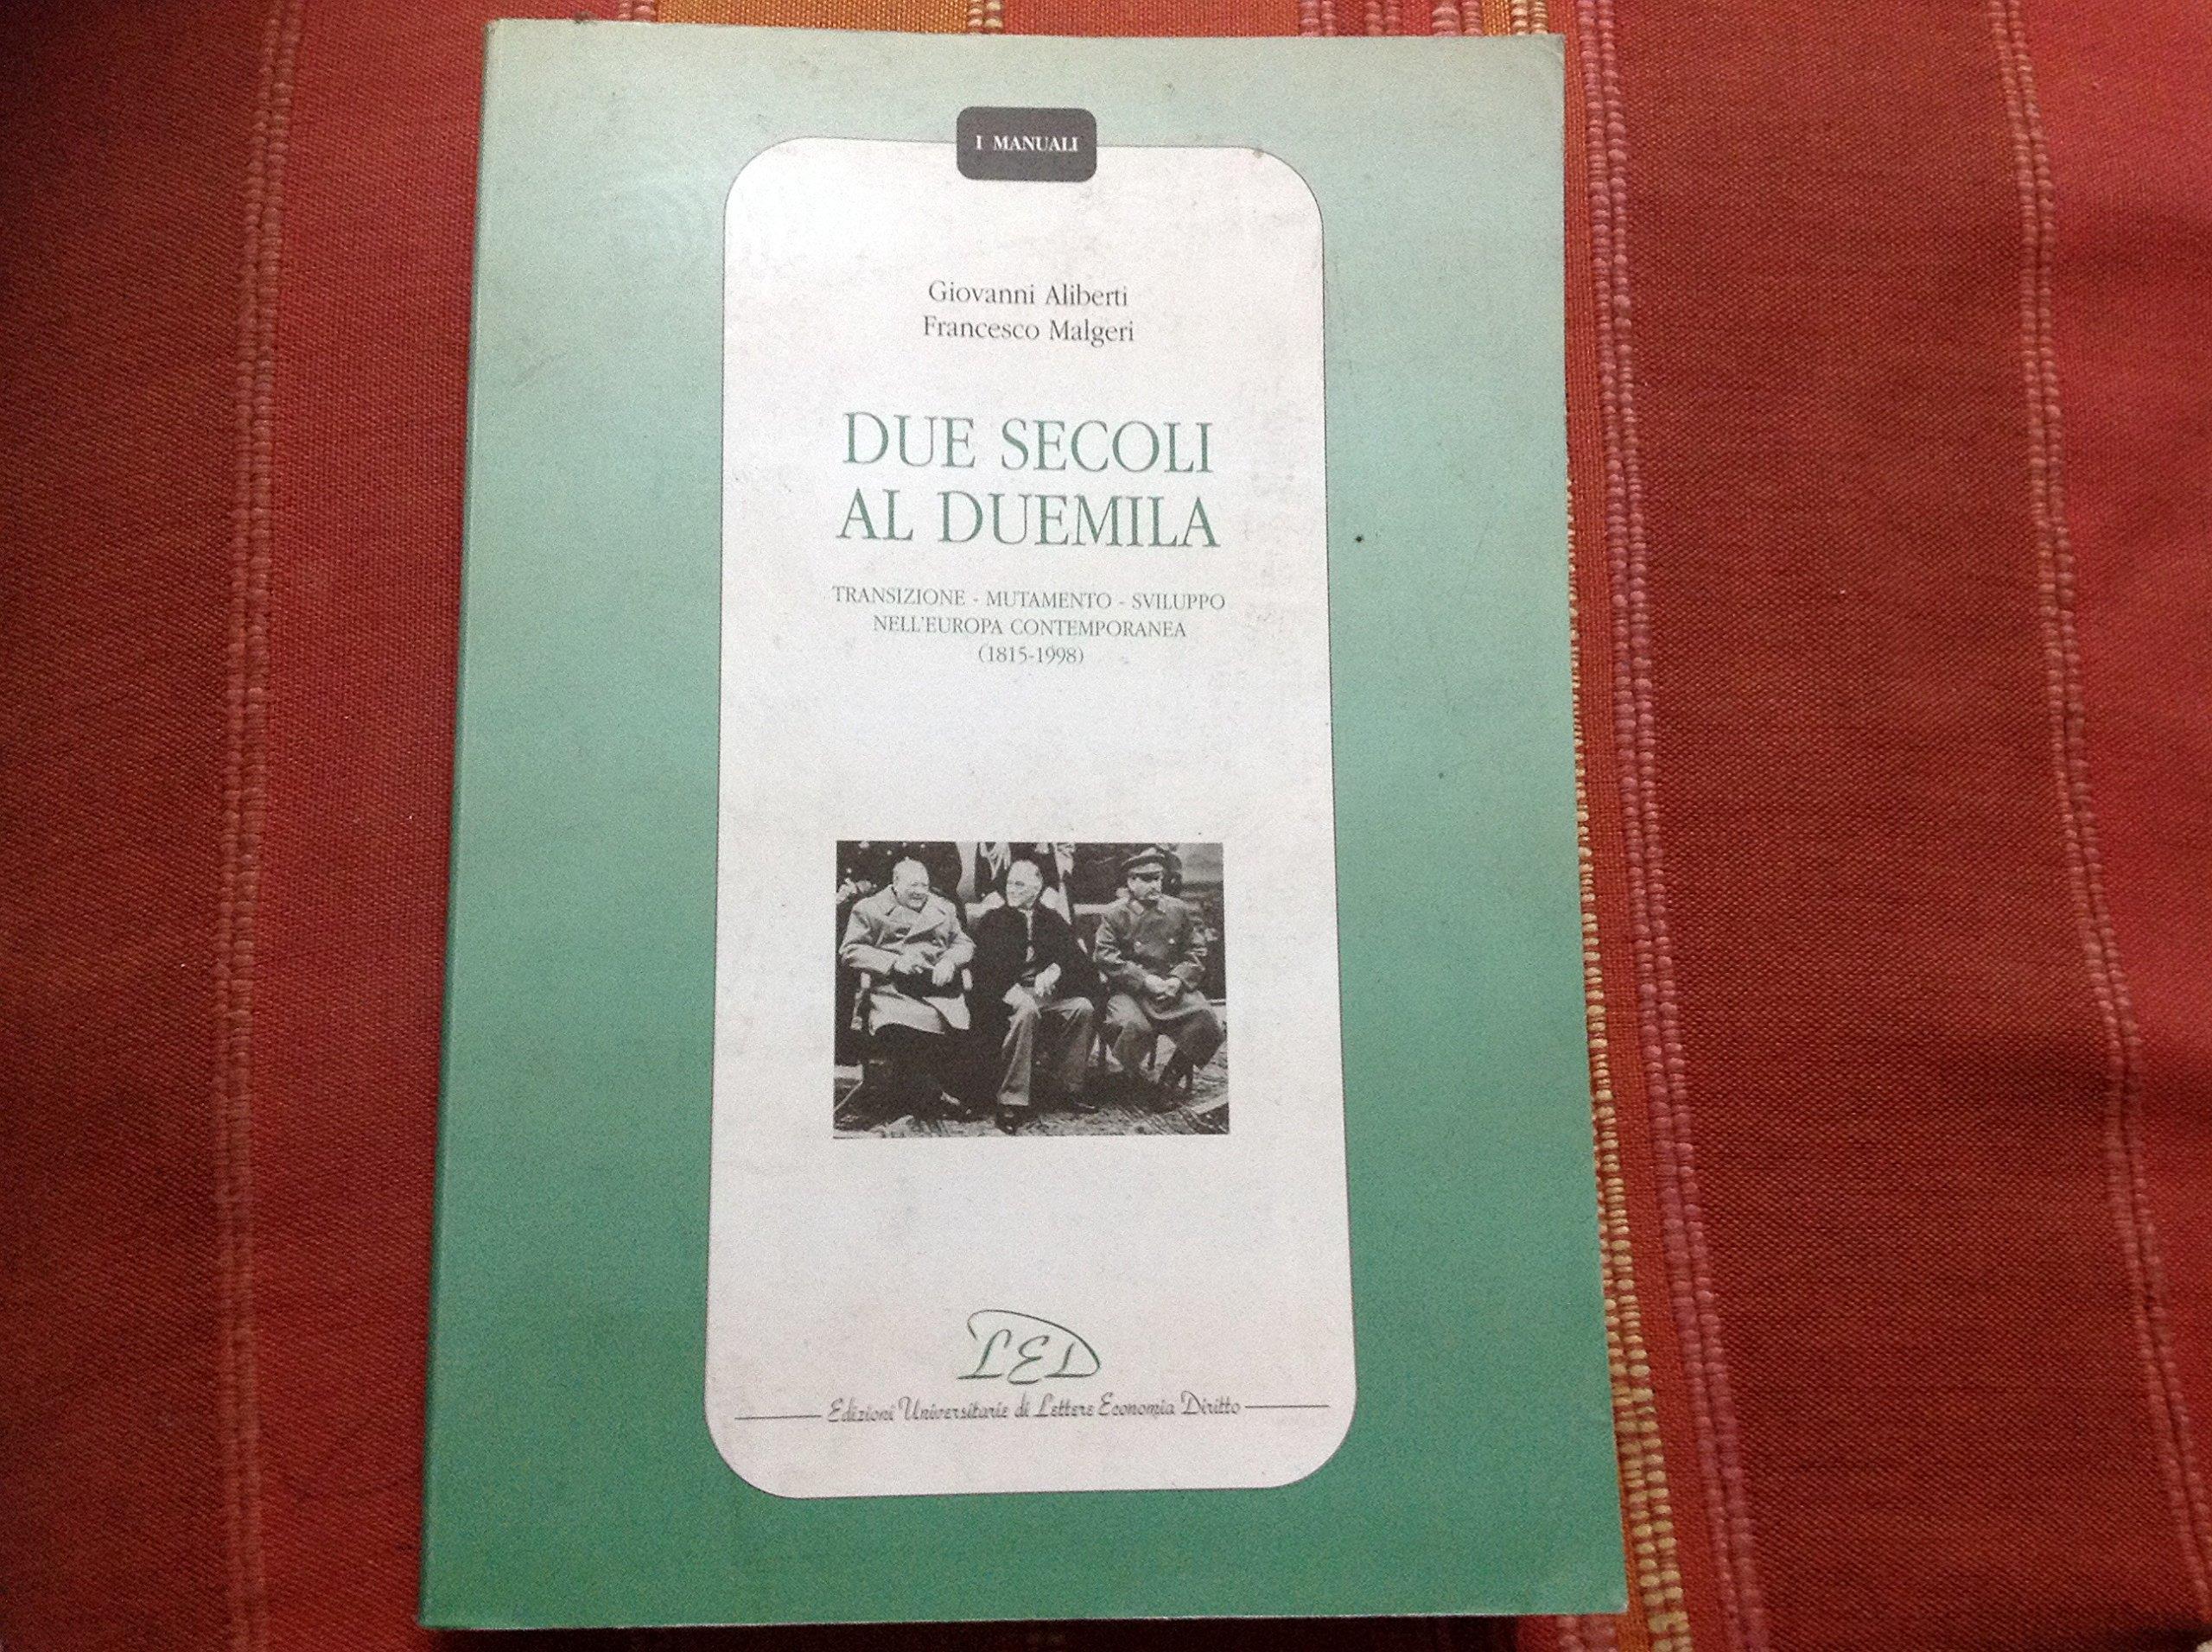 I MANUALI
Giovanni Aliberti
Francesco Malgeri
DUE SECOLI
AL DUEMILA
TRANSIZIONE - MUTAMENTO - SVILUPPO
NELL'EUROPA CONTEMPORANEA
(1815-1998)
LED
Edizioni Universitarie di Lettere Economia Diritto